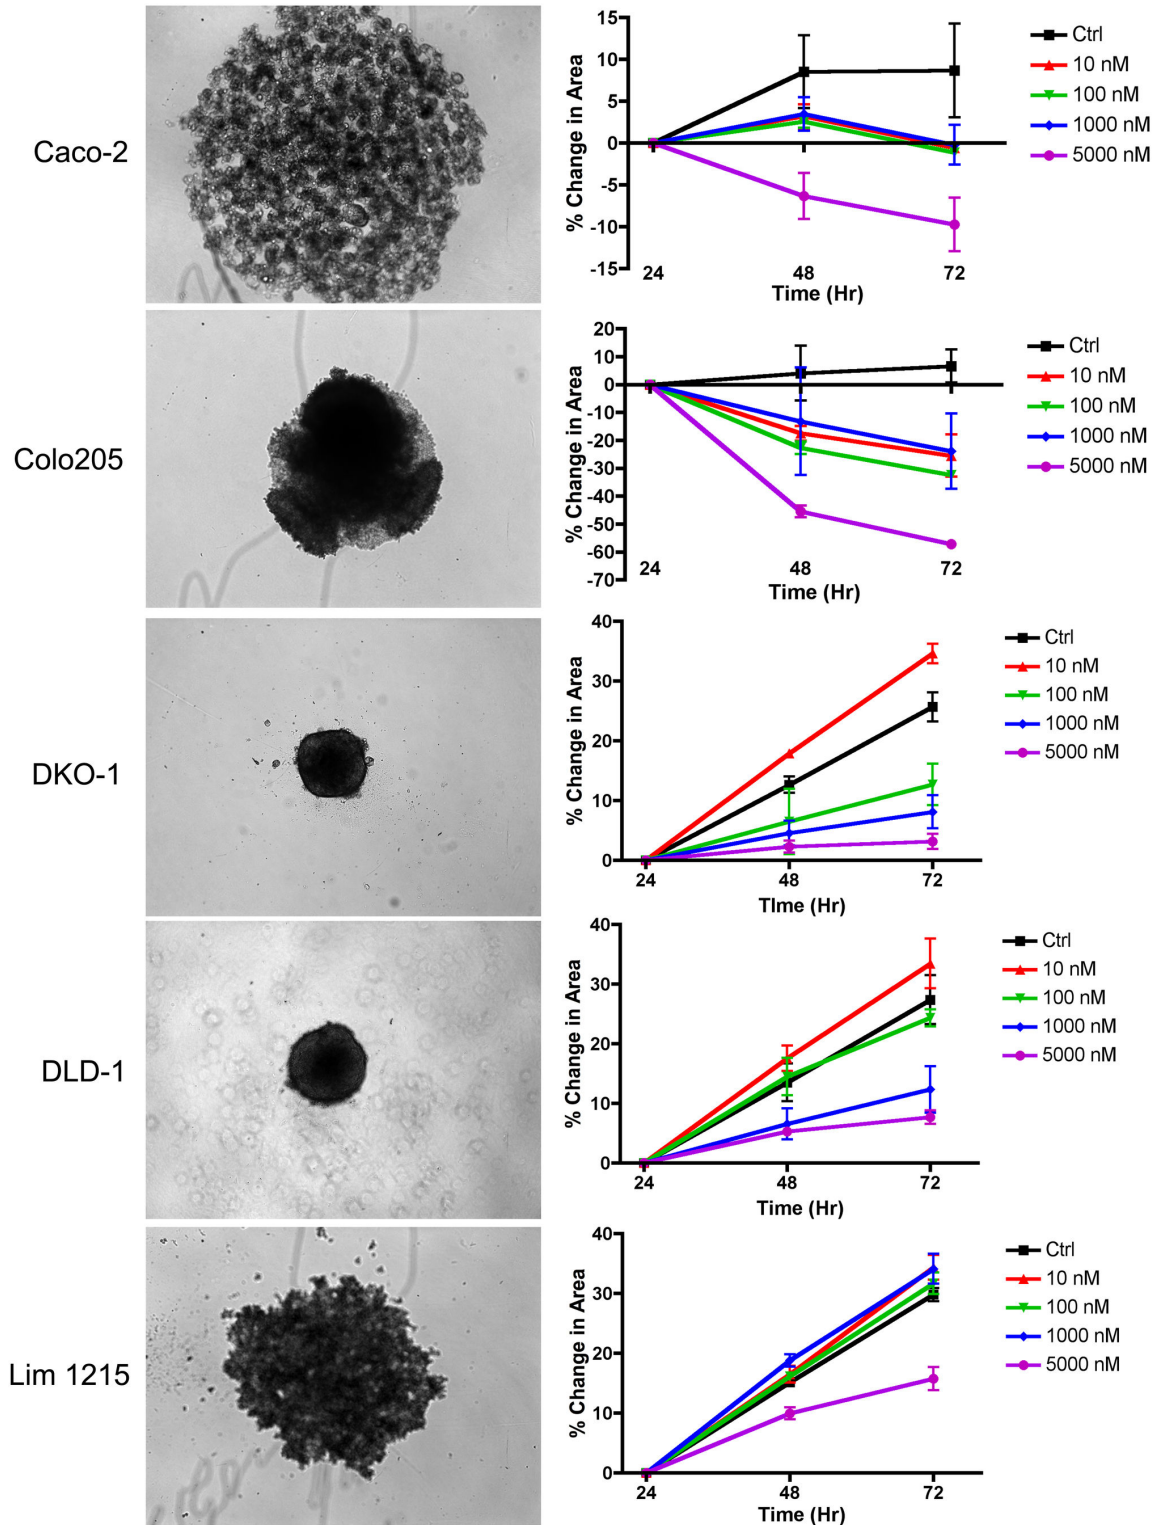 Caco-2
% Change in Area
15
10
5
0
-5
-10
-15
24
48
72
Time (Hr)
Ctrl
10 nM
100 nM
1000 nM
5000 nM
Colo205
% Change in Area
20
10
0
-10
-20
-30
-40
-50
-60
-70
24
48
72
Time (Hr)
Ctrl
10 nM
100 nM
1000 nM
5000 nM
DKO-1
% Change in Area
40
30
20
10
0
24
48
72
TIme (Hr)
Ctrl
10 nM
100 nM
1000 nM
5000 nM
DLD-1
% Change in Area
40
30
20
10
0
24
48
72
Time (Hr)
Ctrl
10 nM
100 nM
1000 nM
5000 nM
Lim 1215
% Change in Area
40
30
20
10
0
24
48
72
Time (Hr)
Ctrl
10 nM
100 nM
1000 nM
5000 nM